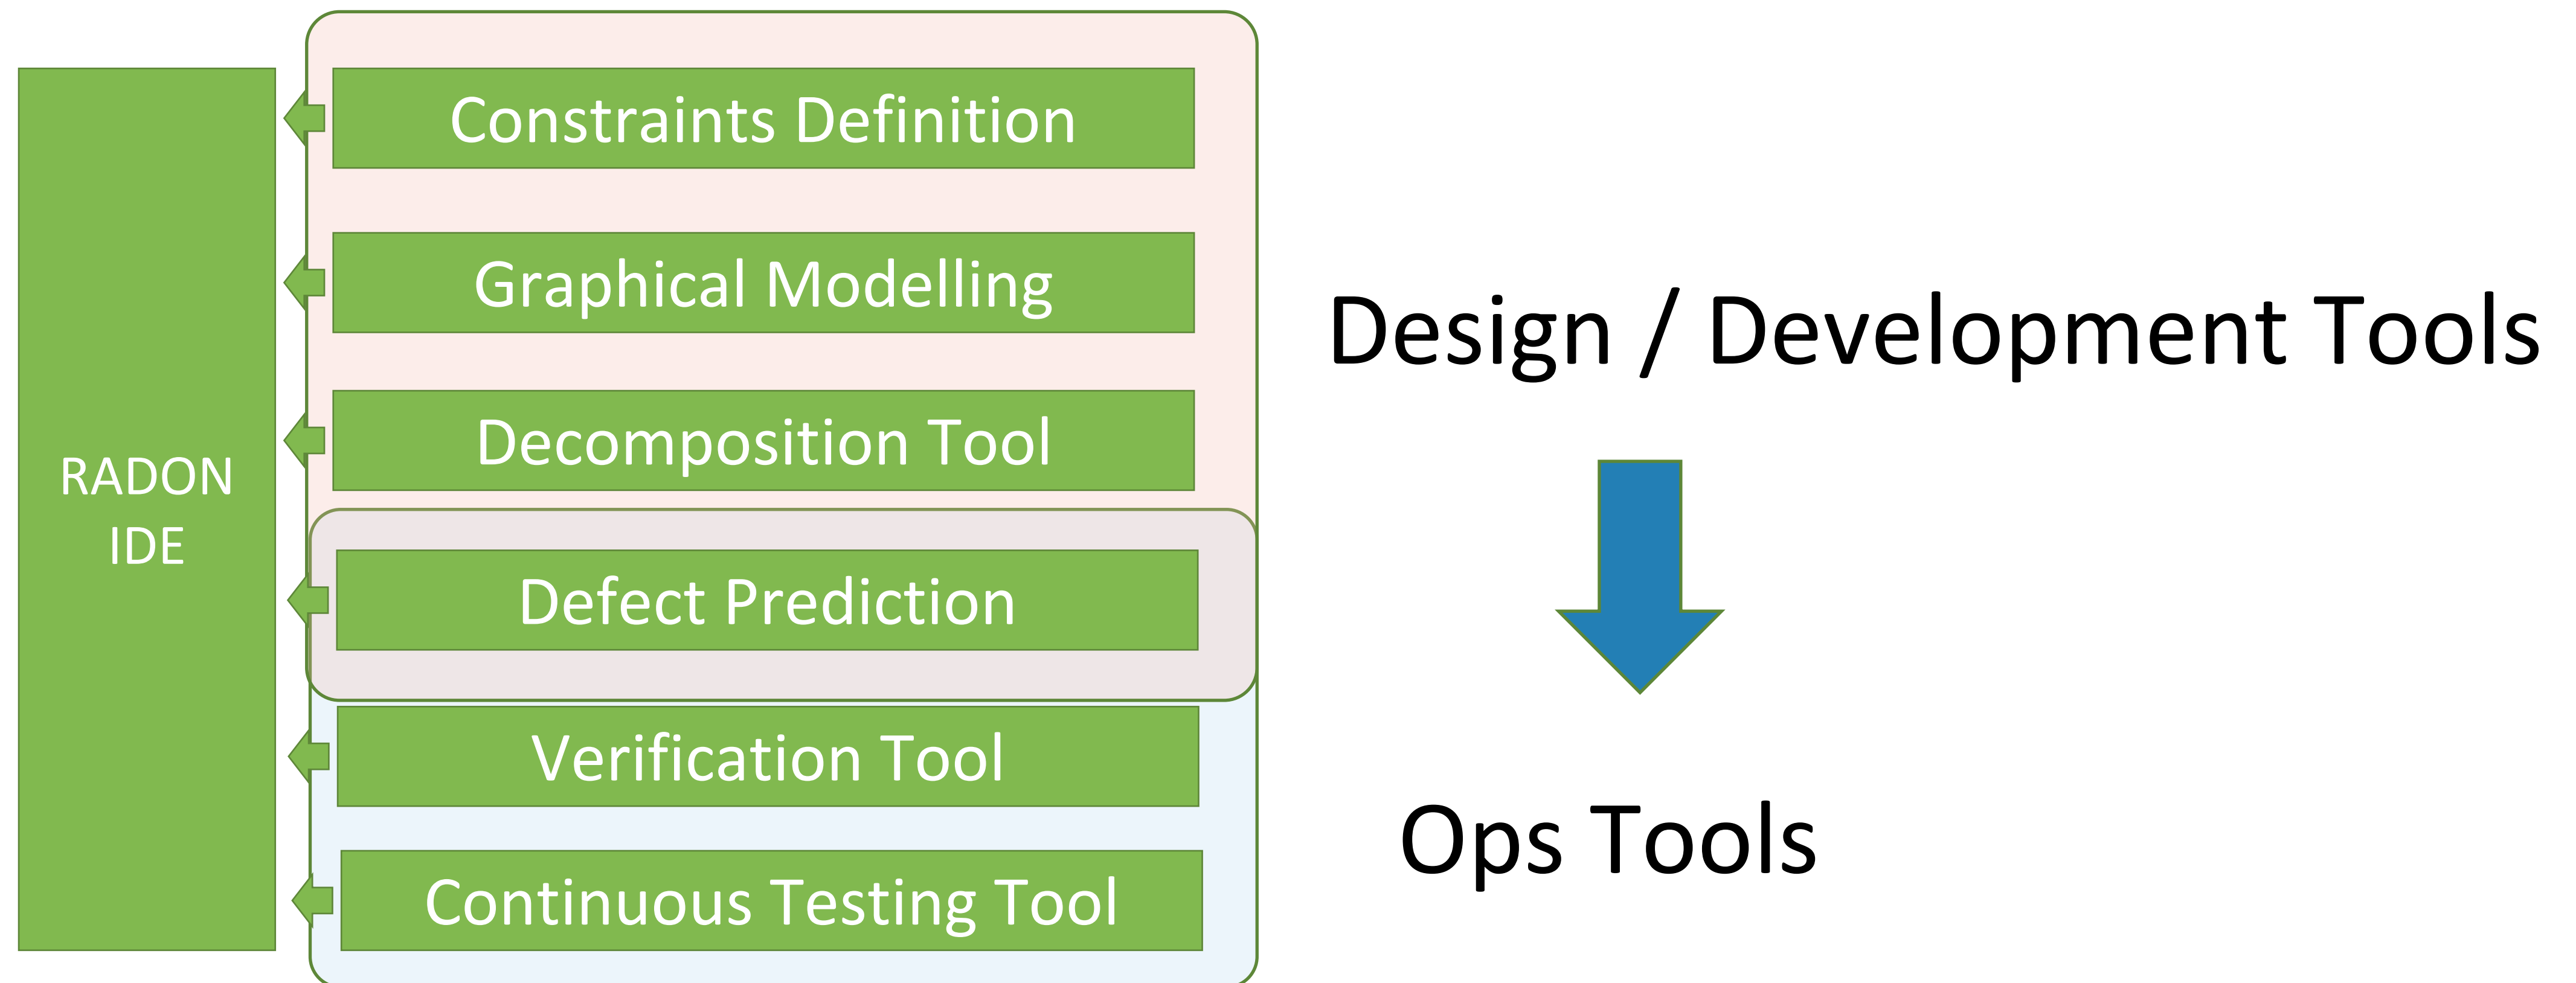 RADON
IDE
Constraints Definition
Graphical Modelling
Decomposition Tool
Defect Prediction
Verification Tool
Continuous Testing Tool
Design / Development Tools
Ops Tools